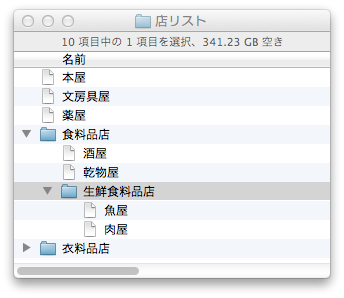 店リスト
10 項目中の 1 項目を選択、341.23 GB 空き
名前
本屋
文房具屋
薬屋
食料品店
酒屋
乾物屋
生鮮食料品店
魚屋
肉屋
衣料品店